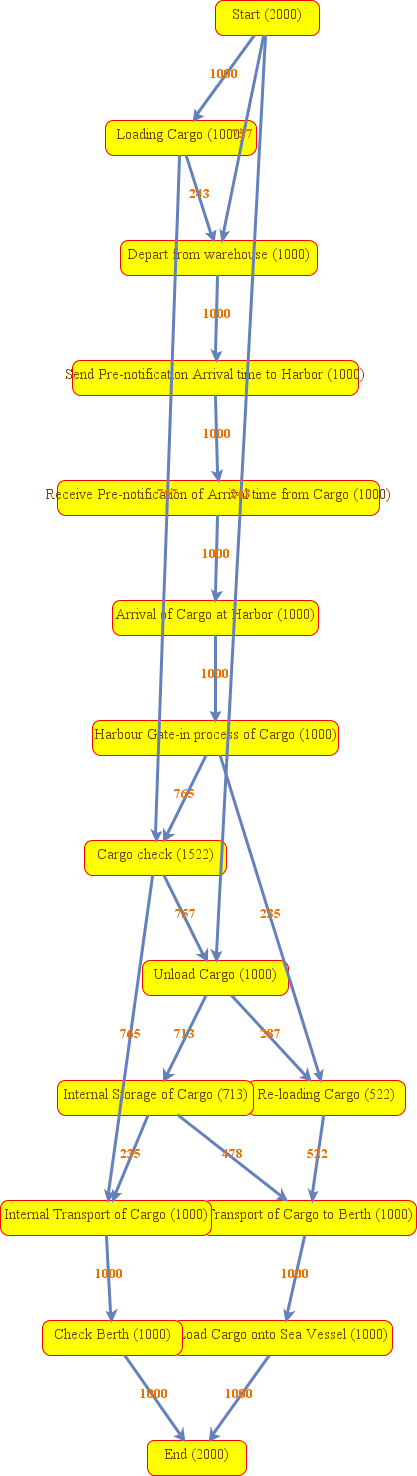 Start (2000)
1000
Loading Cargo (1000)
757
243
Depart from warehouse (1000)
1000
Send Pre-notification Arrival time to Harbor (1000)
1000
Receive Pre-notification of Arrival time from Cargo (1000)
757
243
1000
Arrival of Cargo at Harbor (1000)
1000
Harbour Gate-in process of Cargo (1000)
765
Cargo check (1522)
757
235
Unload Cargo (1000)
765
713
287
Internal Storage of Cargo (713)
Re-loading Cargo (522)
235
478
522
Internal Transport of Cargo (1000)
Transport of Cargo to Berth (1000)
1000
1000
Check Berth (1000)
Load Cargo onto Sea Vessel (1000)
1000
1000
End (2000)